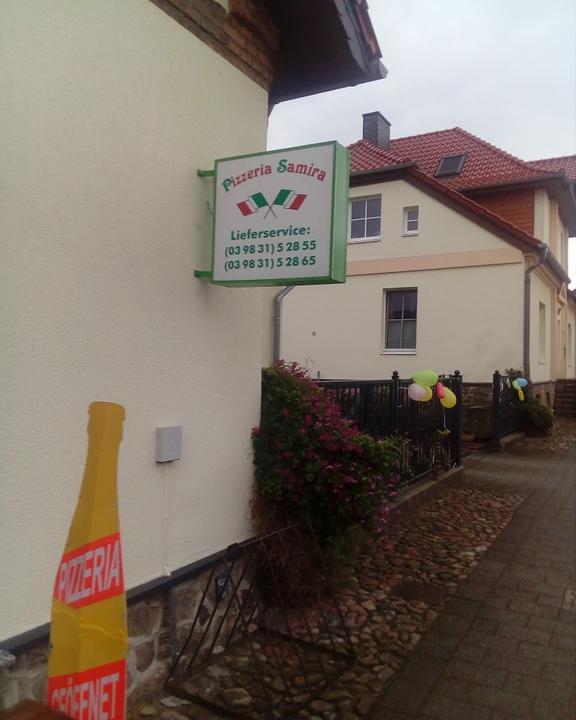 Pizzeria Samira
Lieferservice:
(03 98 31) 5 28 55
(03 98 31) 5 28 65
PIZZERIA
GEÖFFNET